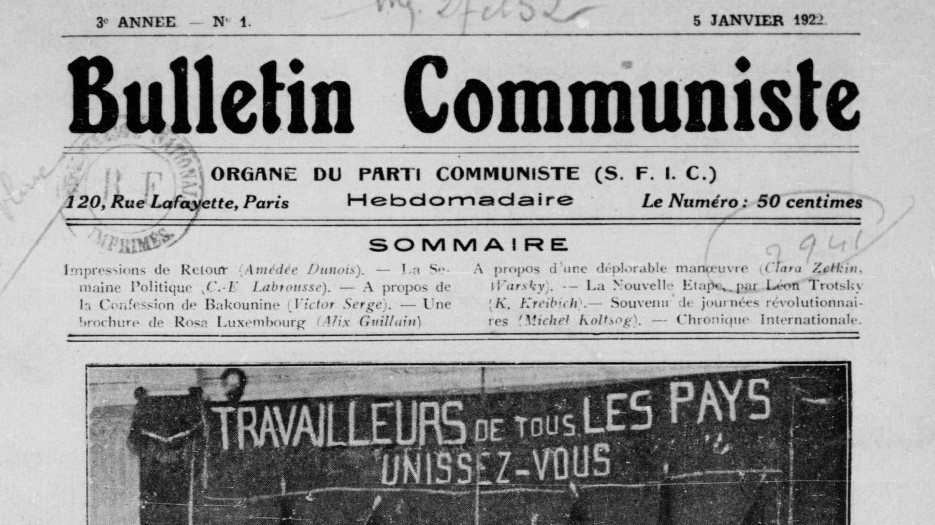 3e ANNEE — No 1.
5 JANVIER 1922
Bulletin Communiste
ORGANE DU PARTI COMMUNISTE (S. F. I. C.)
120, Rue Lafayette, Paris
Hebdomadaire
Le Numéro : 50 centimes
SOMMAIRE
Impressions de Retour (Amédée Dunois). — La Se-
maine Politique (C.-E Labrousse). — A propos de
la Confession de Bakounine (Victor Serge). — Une
brochure de Rosa Luxembourg (Alix Guillain)
A propos d'une déplorable manœuvre (Clara Zetkin,
Warsky). — La Nouvelle Etape, par Léon Trotsky
(K. Kreibich). — Souvenu de journées révolutionnai-
res (Michel Koltsog). — Chronique Internationale.
TRAVAILLEURS DE TOUS LES PAYS
UNISSEZ-VOUS
NATIONALE
R F
IMPRIMES.
2941